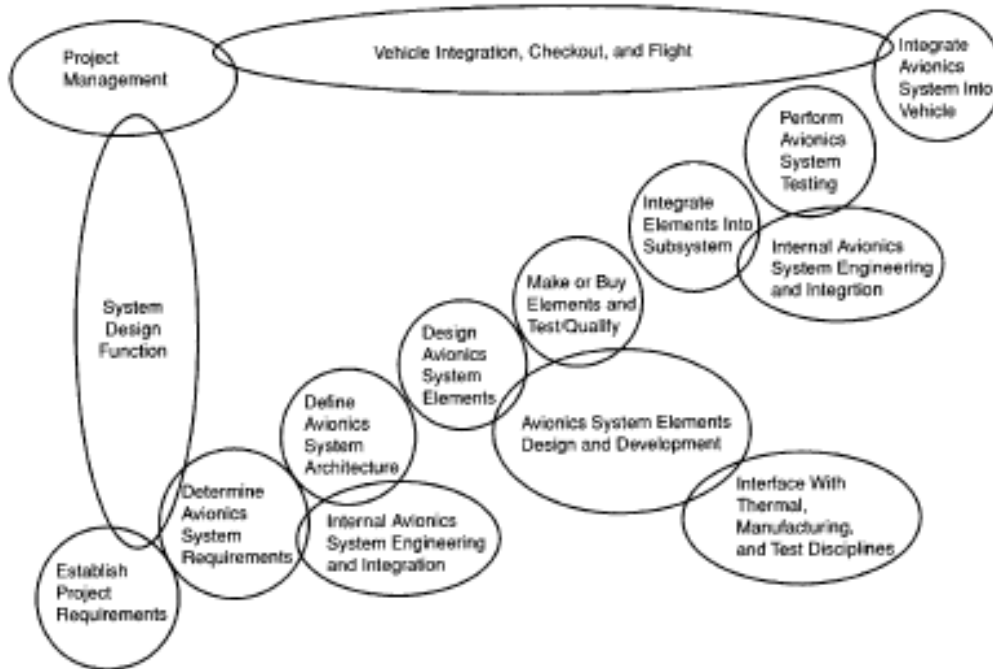 Project
Management
Vehicle Integration, Checkout, and Flight
Integrate
Avionics
System Into
Vehicle
Perform
Avionics
System
Testing
Integrate
Elements Into
Subsystem
Internal Avionics
System Engineering
and Integrtion
Make or Buy
Elements and
Test/Qualify
System
Design
Function
Design
Avionics
System
Elements
Define
Avionics
System
Architecture
Avionics System Elements
Design and Development
Determine
Avionics
System
Requirements
Internal Avionics
System Engineering
and Integration
Interface With
Thermal,
Manufacturing,
and Test Disciplines
Establish
Project
Requirements